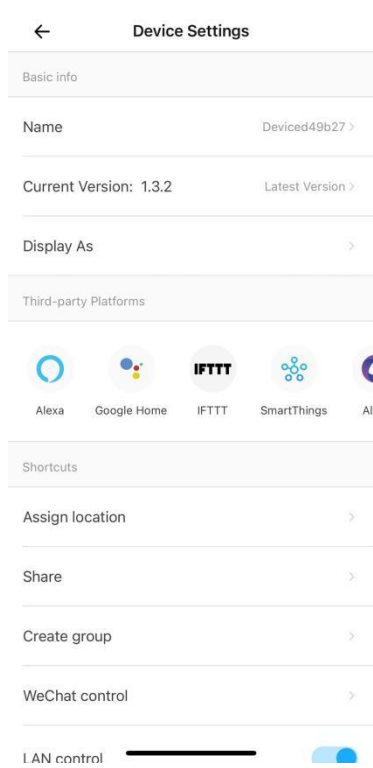 Device Settings
Basic info
Name Deviced49b27 >
Current Version: 1.3.2 Latest Version >
Display As >
Third-party Platforms
IFTTT
Alexa Google Home IFTTT SmartThings Al
Shortcuts
Assign location >
Share >
Create group >
WeChat control >
LAN control